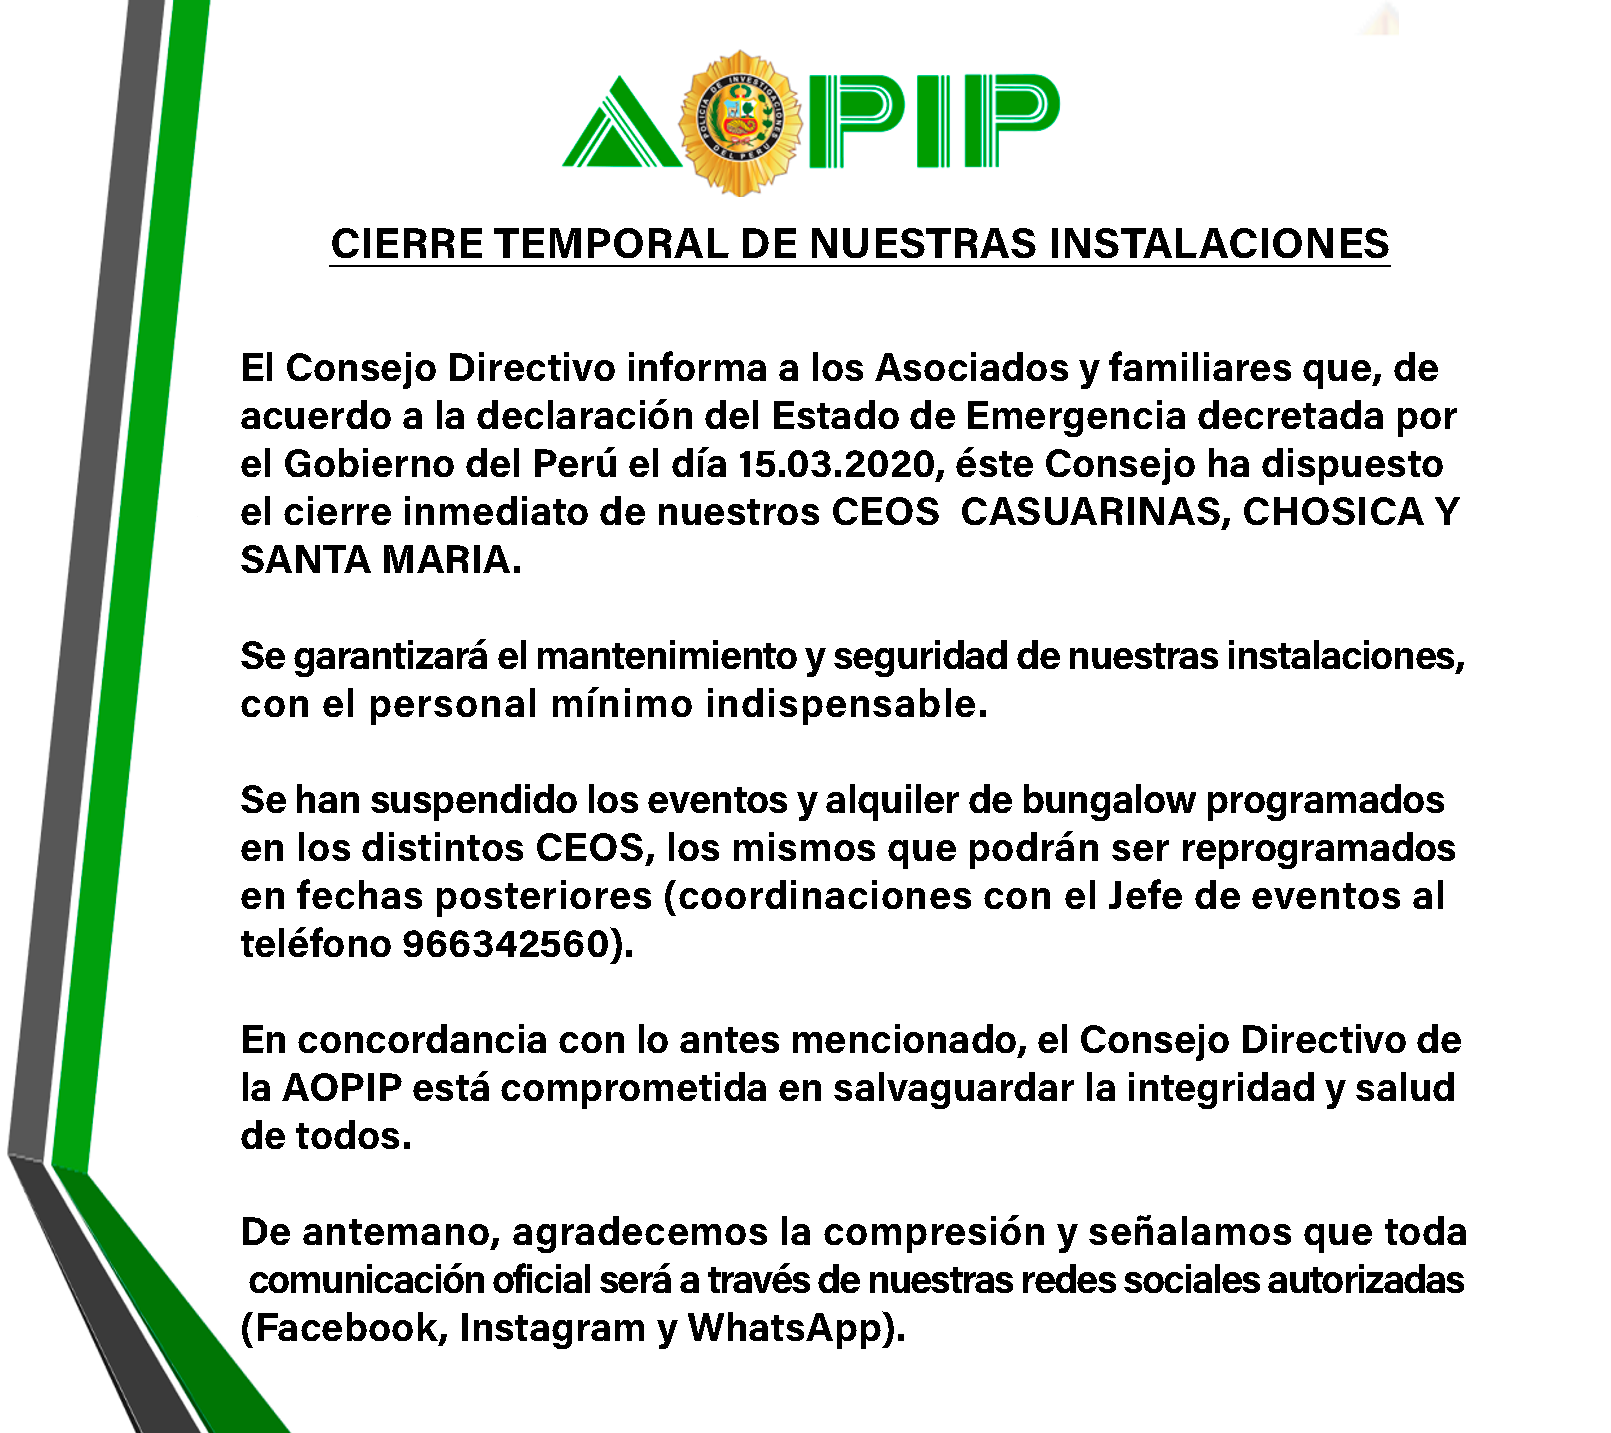 AOPIP
POLICIA DE INVESTIGACIONES DEL PERU
CIERRE TEMPORAL DE NUESTRAS INSTALACIONES
El Consejo Directivo informa a los Asociados y familiares que, de
acuerdo a la declaración del Estado de Emergencia decretada por
el Gobierno del Perú el día 15.03.2020, éste Consejo ha dispuesto
el cierre inmediato de nuestros CEOS  CASUARINAS, CHOSICA Y
SANTA MARIA.
Se garantizará el mantenimiento y seguridad de nuestras instalaciones,
con el personal mínimo indispensable.
Se han suspendido los eventos y alquiler de bungalow programados
en los distintos CEOS, los mismos que podrán ser reprogramados
en fechas posteriores (coordinaciones con el Jefe de eventos al
teléfono 966342560).
En concordancia con lo antes mencionado, el Consejo Directivo de
la AOPIP está comprometida en salvaguardar la integridad y salud
de todos.
De antemano, agradecemos la compresión y señalamos que toda
comunicación oficial será a través de nuestras redes sociales autorizadas
(Facebook, Instagram y WhatsApp).